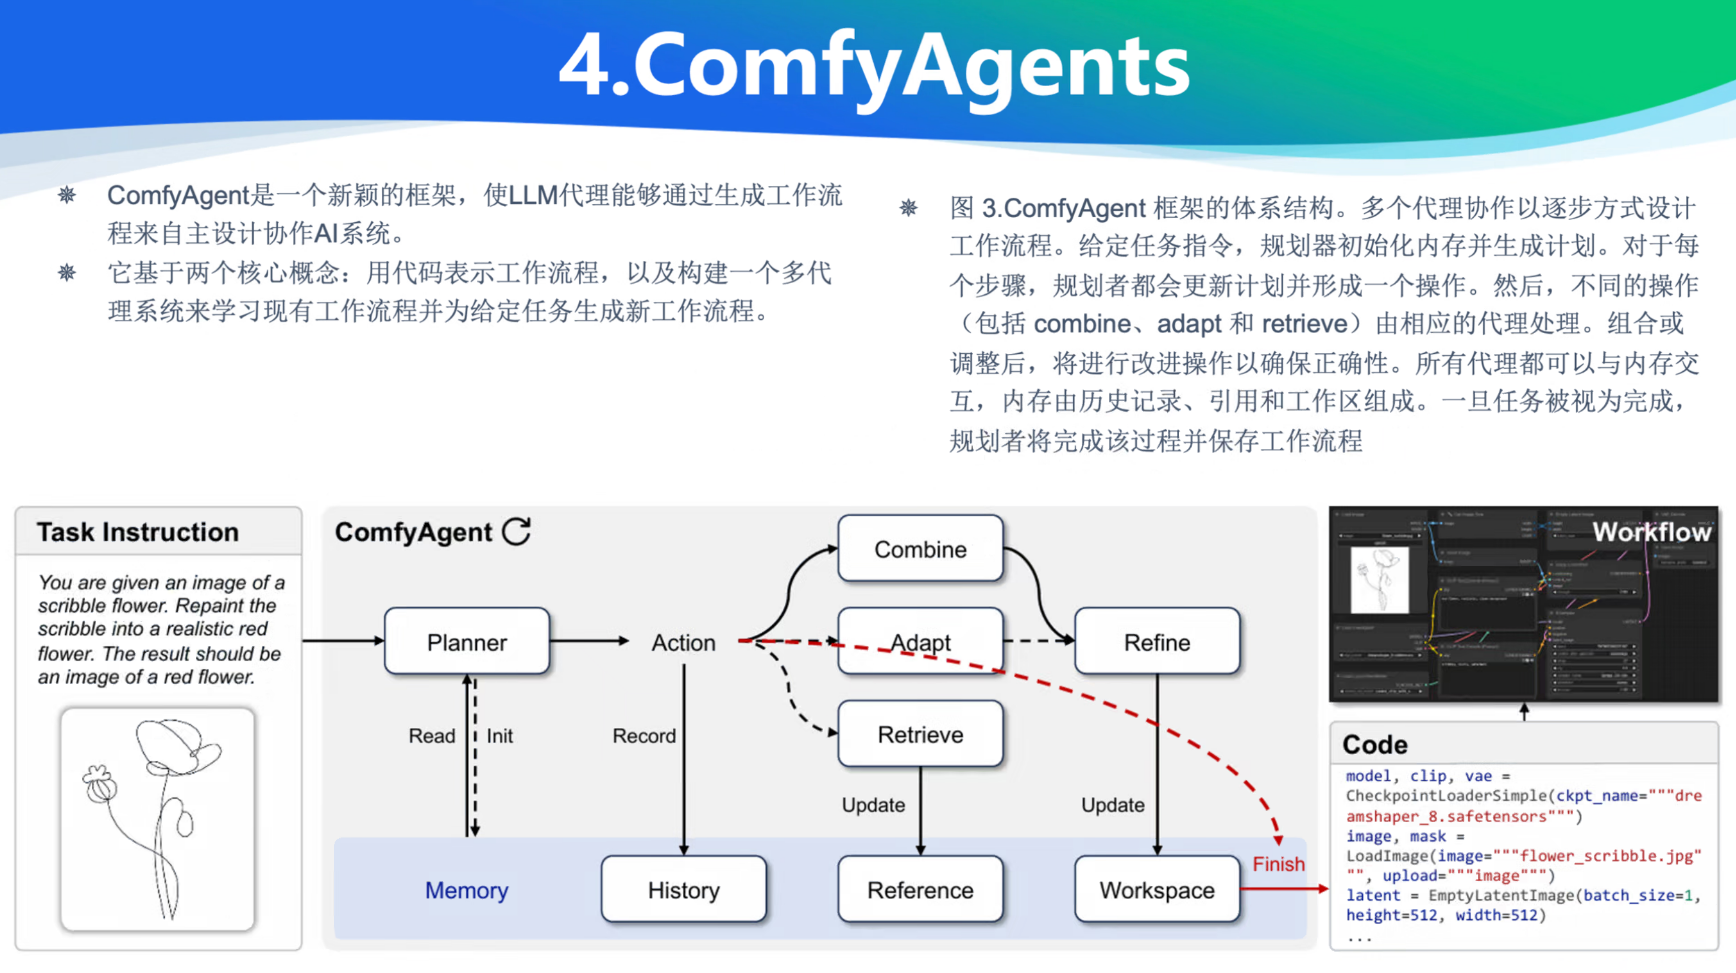 4.ComfyAgents
ComfyAgent是一个新颖的框架，使LLM代理能够通过生成工作流
程来自主设计协作AI系统。
它基于两个核心概念：用代码表示工作流程，以及构建一个多代
理系统来学习现有工作流程并为给定任务生成新工作流程。
图 3.ComfyAgent 框架的体系结构。多个代理协作以逐步方式设计
工作流程。给定任务指令，规划器初始化内存并生成计划。对于每
个步骤，规划者都会更新计划并形成一个操作。然后，不同的操作
（包括 combine、adapt 和 retrieve）由相应的代理处理。组合或
调整后，将进行改进操作以确保正确性。所有代理都可以与内存交
互，内存由历史记录、引用和工作区组成。一旦任务被视为完成，
规划者将完成该过程并保存工作流程
Task Instruction
You are given an image of a
scribble flower. Repaint the
scribble into a realistic red
flower. The result should be
an image of a red flower.
ComfyAgent
Combine
Planner
Action
Adapt
Refine
Retrieve
Read
Init
Record
Update
Update
Memory
History
Reference
Workspace
Finish
Workflow
Code
model, clip, vae =
CheckpointLoaderSimple(ckpt_name="""dre
amshaper_8.safetensors""")
image, mask =
LoadImage(image="""flower_scribble.jpg"
"", upload="""image""")
latent = EmptyLatentImage(batch_size=1,
height=512, width=512)
...